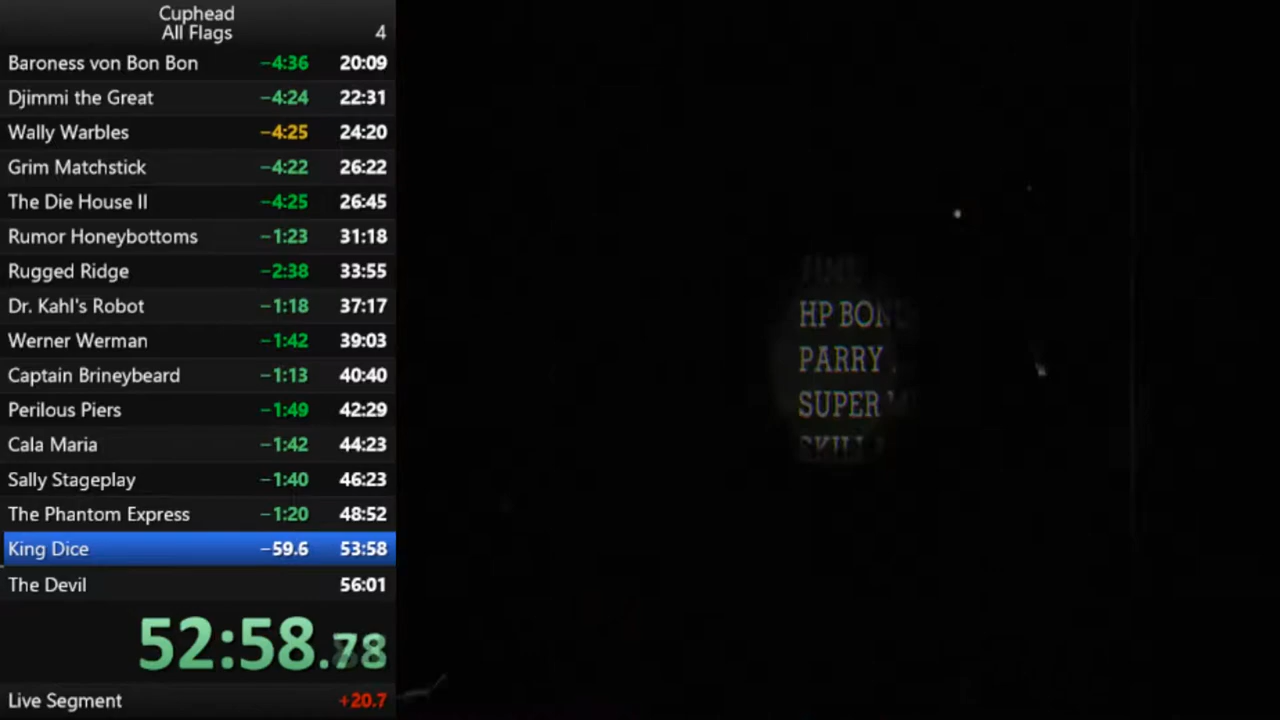 Cuphead
All Flags 4
Baroness von Bon Bon −4:36 20:09
Djimmi the Great −4:24 22:31
Wally Warbles −4:25 24:20
Grim Matchstick −4:22 26:22
The Die House II −4:25 26:45
Rumor Honeybottoms −1:23 31:18
Rugged Ridge −2:38 33:55
Dr. Kahl's Robot −1:18 37:17
Werner Werman −1:42 39:03
Captain Brineybeard −1:13 40:40
Perilous Piers −1:49 42:29
Cala Maria −1:42 44:23
Sally Stageplay −1:40 46:23
The Phantom Express −1:20 48:52
King Dice −59.6 53:58
The Devil 56:01
52:58.78
Live Segment +20.7
HP
PARRY
SUPER